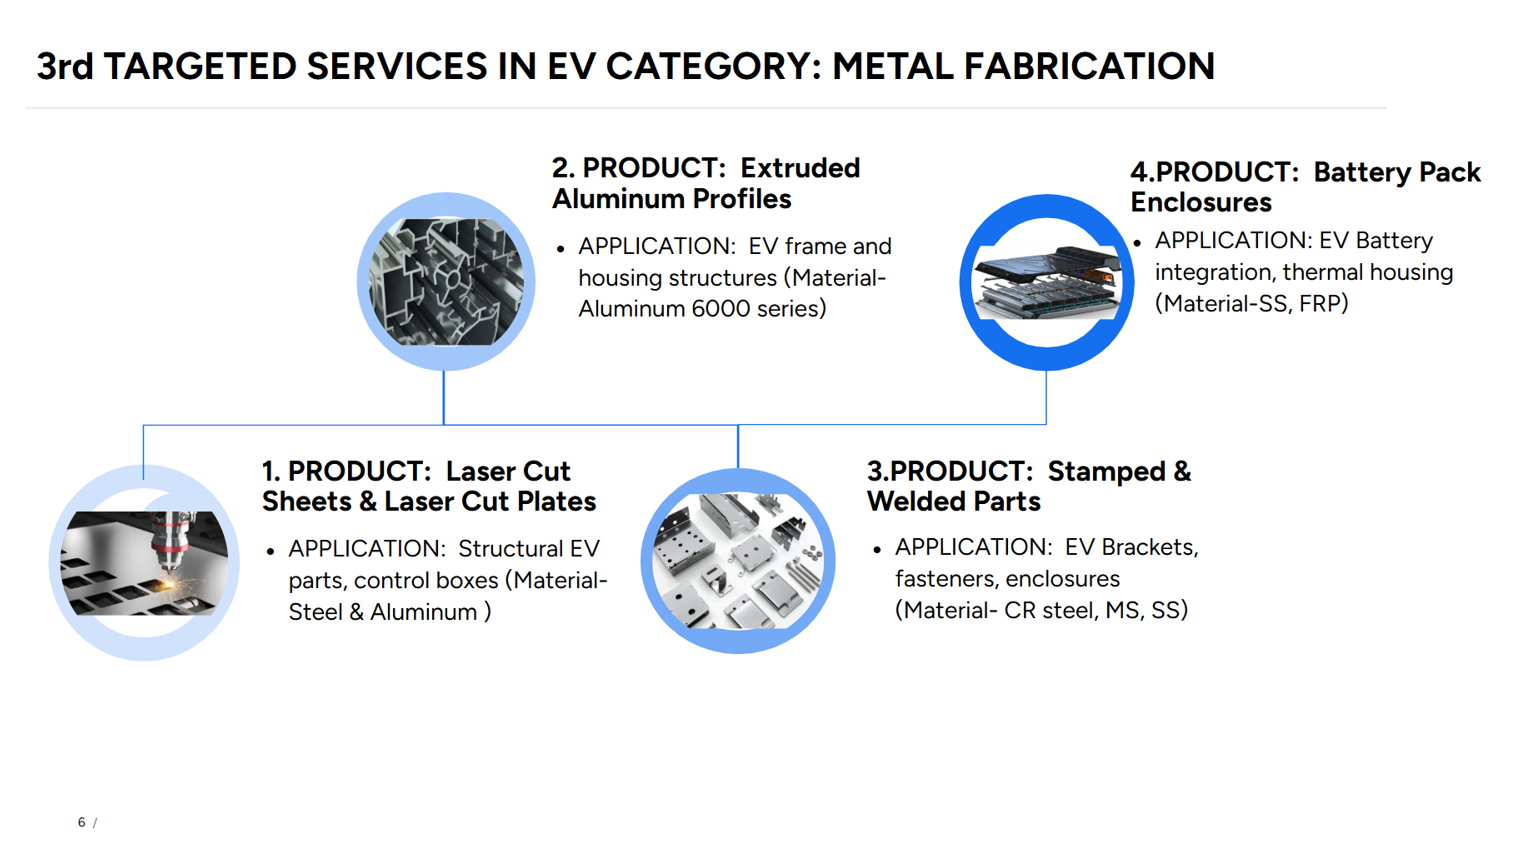 3rd TARGETED SERVICES IN EV CATEGORY: METAL FABRICATION
2. PRODUCT:  Extruded
Aluminum Profiles
• APPLICATION:  EV frame and
housing structures (Material-
Aluminum 6000 series)
4.PRODUCT:  Battery Pack
Enclosures
• APPLICATION: EV Battery
integration, thermal housing
(Material-SS, FRP)
1. PRODUCT:  Laser Cut
Sheets & Laser Cut Plates
• APPLICATION:  Structural EV
parts, control boxes (Material-
Steel & Aluminum )
3.PRODUCT:  Stamped &
Welded Parts
• APPLICATION:  EV Brackets,
fasteners, enclosures
(Material- CR steel, MS, SS)
6 /